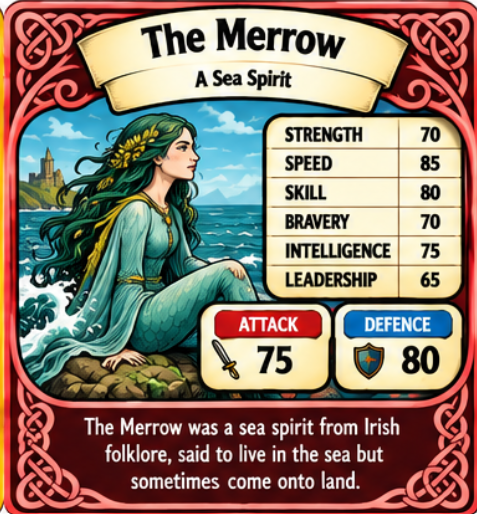 The Merrow
A Sea Spirit
STRENGTH 70
SPEED 85
SKILL 80
BRAVERY 70
INTELLIGENCE 75
LEADERSHIP 65
ATTACK
75
DEFENCE
80
The Merrow was a sea spirit from Irish
folklore, said to live in the sea but
sometimes come onto land.